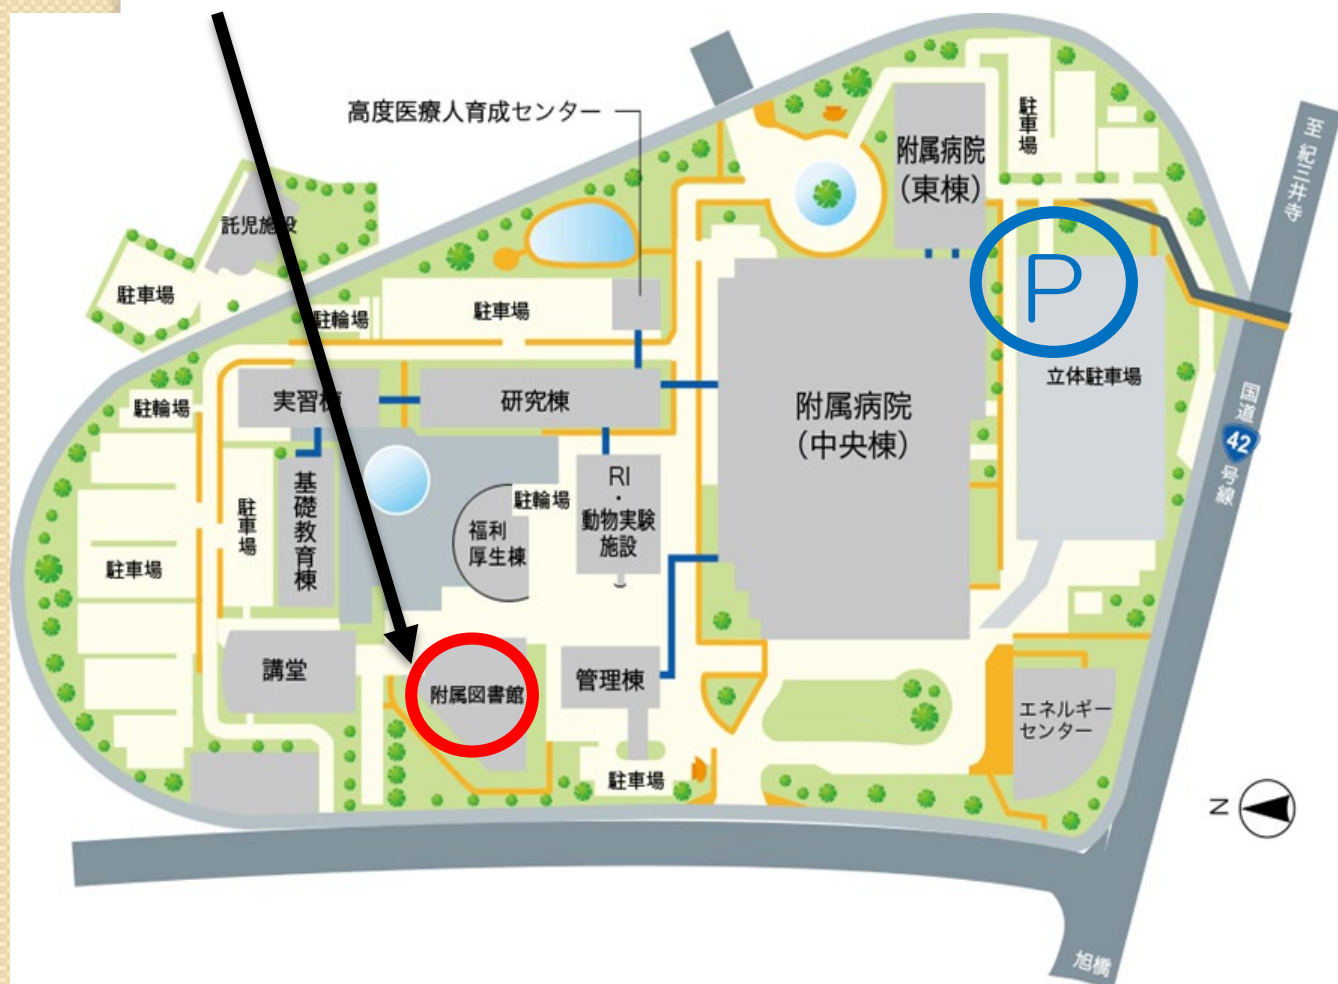 高度医療人育成センター
駐車場
附属病院
(東棟)
至 紀三井寺
託児施設
P
駐車場
駐輪場
駐車場
立体駐車場
実習棟
研究棟
駐輪場
附属病院
(中央棟)
国道
42
号線
基礎教育棟
RI
・
動物実験
施設
駐輪場
駐車場
福利
厚生棟
駐車場
講堂
附属図書館
管理棟
エネルギー
センター
駐車場
N
旭橋